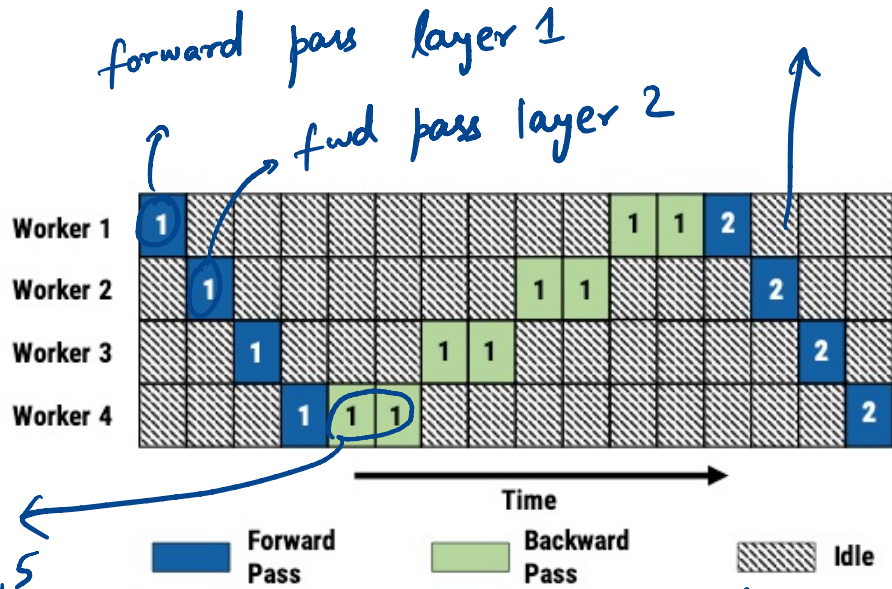 forward pass layer 1
fwd pass layer 2
Worker 1 1 1 1 2
Worker 2 1 1 1 2
Worker 3 1 1 1 2
Worker 4 1 1 1 2
Time
Forward Pass
Backward Pass
Idle